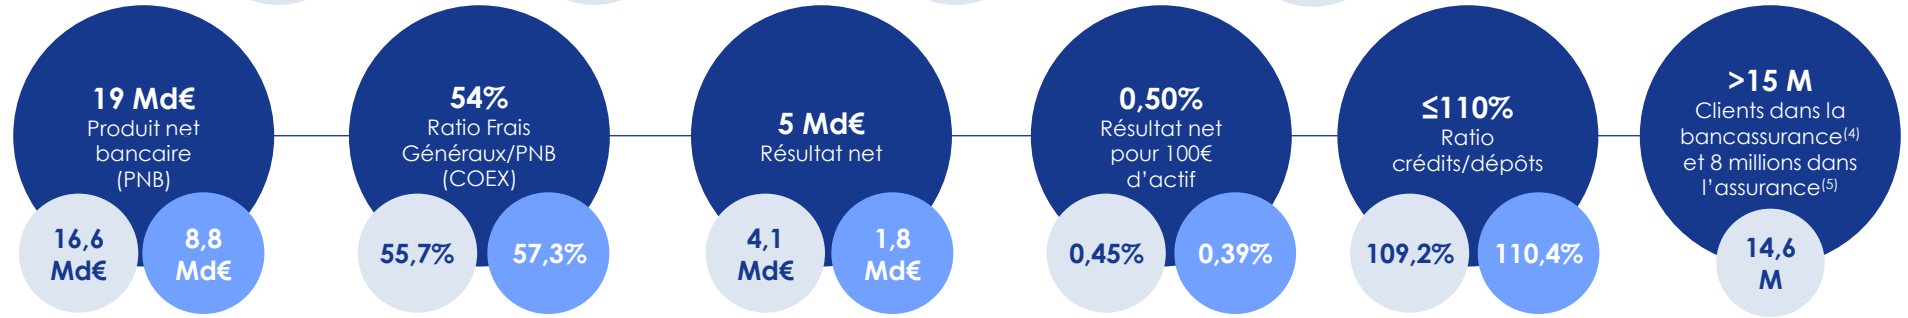 19 Md€
Produit net
bancaire
(PNB)
16,6
Md€
8,8
Md€
54%
Ratio Frais
Généraux/PNB
(COEX)
55,7%
57,3%
5 Md€
Résultat net
4,1
Md€
1,8
Md€
0,50%
Résultat net
pour 100€
d’actif
0,45%
0,39%
≤110%
Ratio
crédits/dépôts
109,2%
110,4%
>15 M
Clients dans la
bancassurance(4)
et 8 millions dans
l’assurance(5)
14,6
M